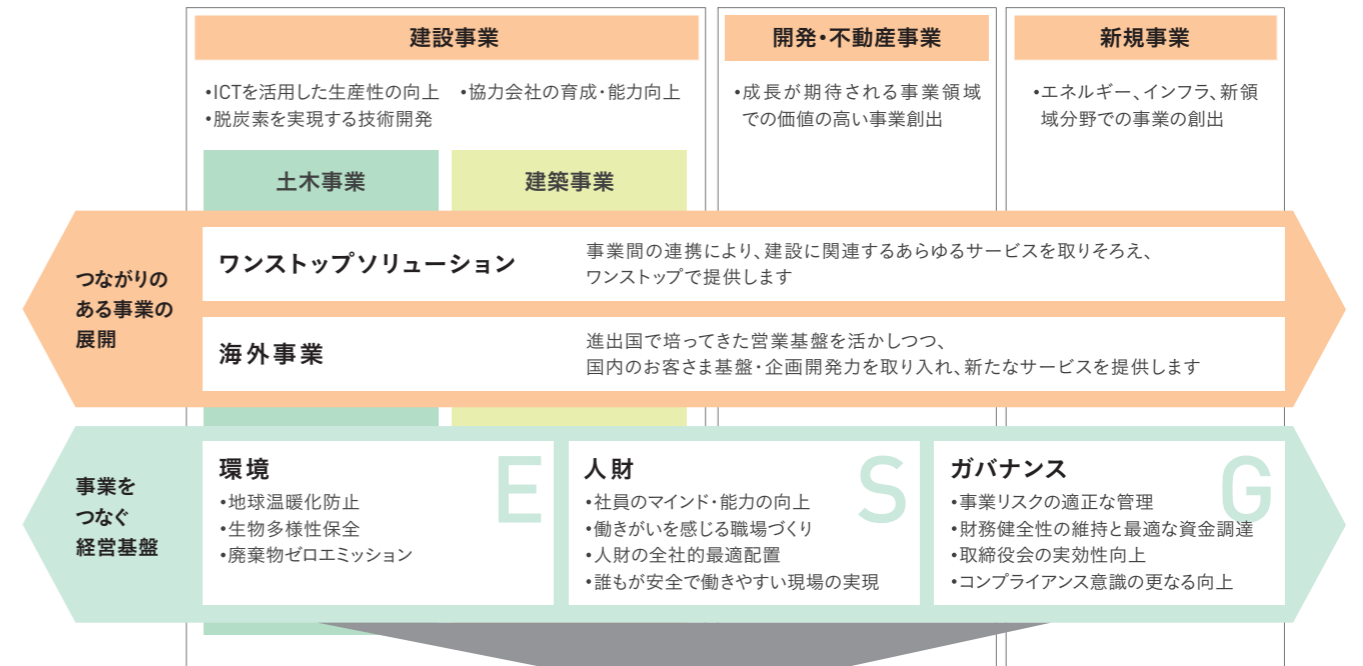 建設事業
開発・不動産事業
新規事業
•ICTを活用した生産性の向上
•脱炭素を実現する技術開発
•協力会社の育成・能力向上
•成長が期待される事業領域
での価値の高い事業創出
•エネルギー、インフラ、新領
域分野での事業の創出
土木事業
建築事業
つながりの
ある事業の
展開
ワンストップソリューション
事業間の連携により、建設に関連するあらゆるサービスを取りそろえ、
ワンストップで提供します
海外事業
進出国で培ってきた営業基盤を活かしつつ、
国内のお客さま基盤・企画開発力を取り入れ、新たなサービスを提供します
事業を
つなぐ
経営基盤
環境
E
•地球温暖化防止
•生物多様性保全
•廃棄物ゼロエミッション
人財
S
•社員のマインド・能力の向上
•働きがいを感じる職場づくり
•人財の全社的最適配置
•誰もが安全で働きやすい現場の実現
ガバナンス
G
•事業リスクの適正な管理
•財務健全性の維持と最適な資金調達
•取締役会の実効性向上
•コンプライアンス意識の更なる向上